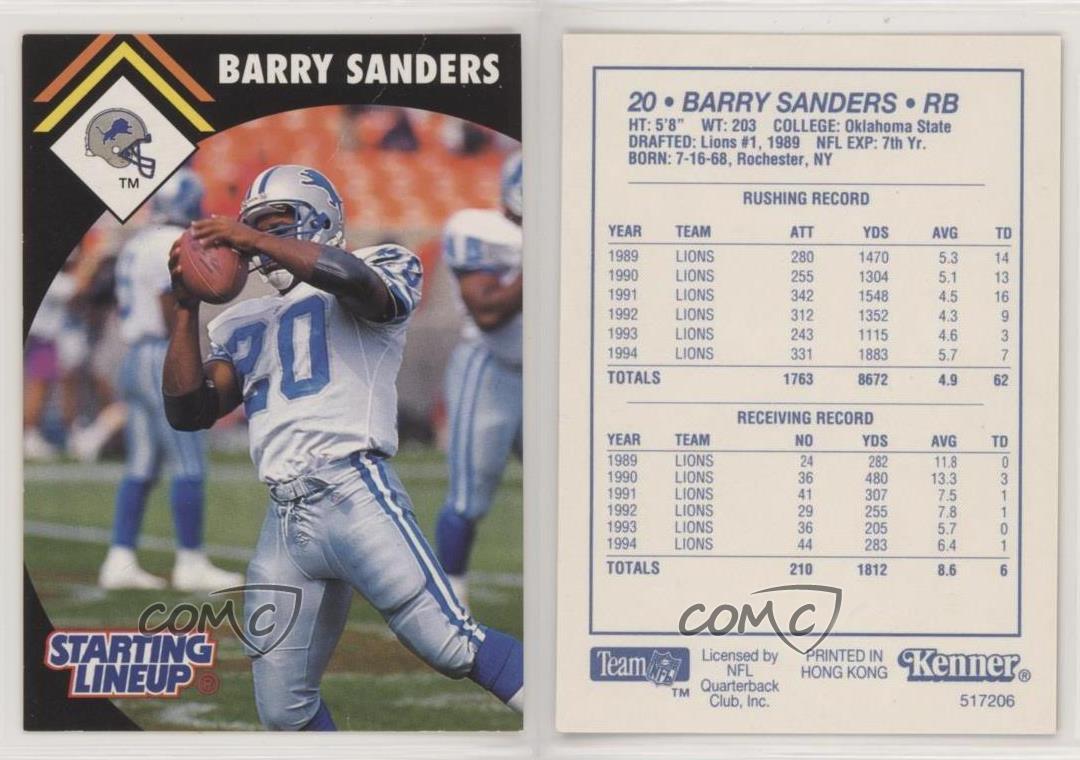 BARRY SANDERS
TM
20
20
COMC
STARTING
LINEUP®
20 • BARRY SANDERS • RB
HT: 5'8" WT: 203 COLLEGE: Oklahoma State
DRAFTED: Lions #1, 1989 NFL EXP: 7th Yr.
BORN: 7-16-68, Rochester, NY
RUSHING RECORD
YEAR TEAM ATT YDS AVG TD
1989 LIONS 280 1470 5.3 14
1990 LIONS 255 1304 5.1 13
1991 LIONS 342 1548 4.5 16
1992 LIONS 312 1352 4.3 9
1993 LIONS 243 1115 4.6 3
1994 LIONS 331 1883 5.7 7
TOTALS 1763 8672 4.9 62
RECEIVING RECORD
YEAR TEAM NO YDS AVG TD
1989 LIONS 24 282 11.8 0
1990 LIONS 36 480 13.3 3
1991 LIONS 41 307 7.5 1
1992 LIONS 29 255 7.8 1
1993 LIONS 36 205 5.7 0
1994 LIONS 44 283 6.4 1
TOTALS 210 1812 8.6 6
COMC
Team NFL TM
Licensed by
NFL
Quarterback
Club, Inc.
PRINTED IN
HONG KONG
Kenner®
517206